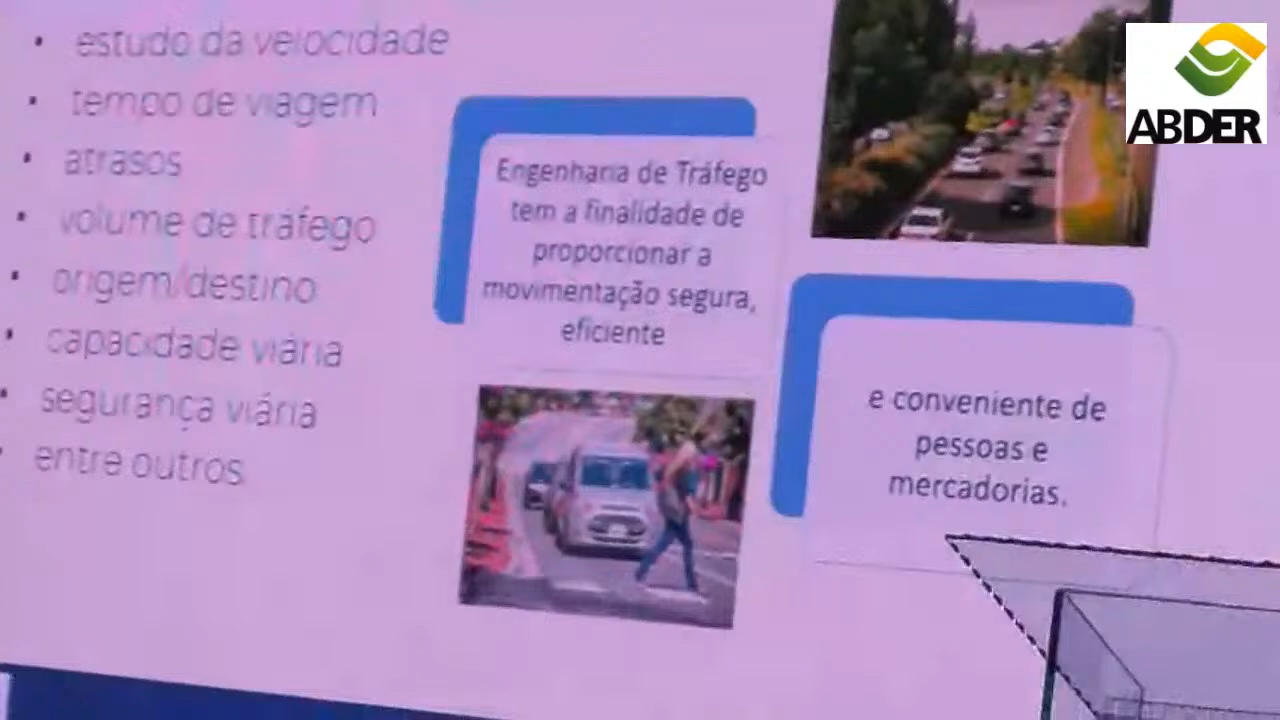 • estudo da velocidade
• tempo de viagem
• atrasos
• volume de tráfego
• origem/destino
• capacidade viária
• segurança viária
• entre outros
Engenharia de Tráfego
tem a finalidade de
proporcionar a
movimentação segura,
eficiente
e conveniente de
pessoas e
mercadorias.
ABDER